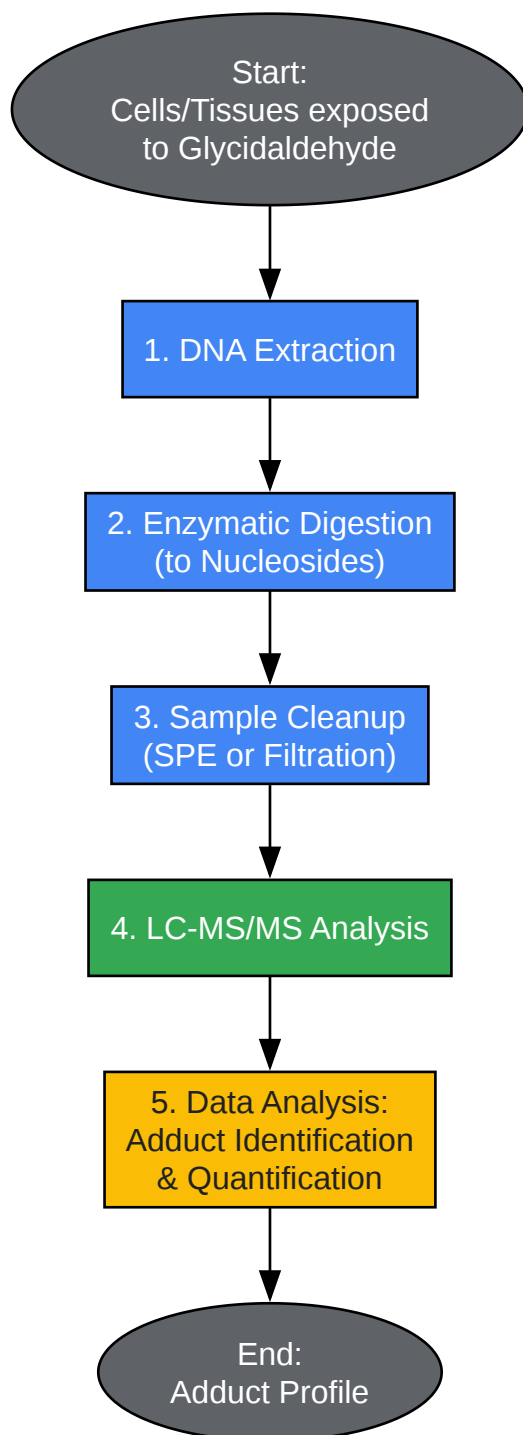 Start:
Cells/Tissues exposed
to Glycidaldehyde
1. DNA Extraction
2. Enzymatic Digestion
(to Nucleosides)
3. Sample Cleanup
(SPE or Filtration)
4. LC-MS/MS Analysis
5. Data Analysis:
Adduct Identification
& Quantification
End:
Adduct Profile